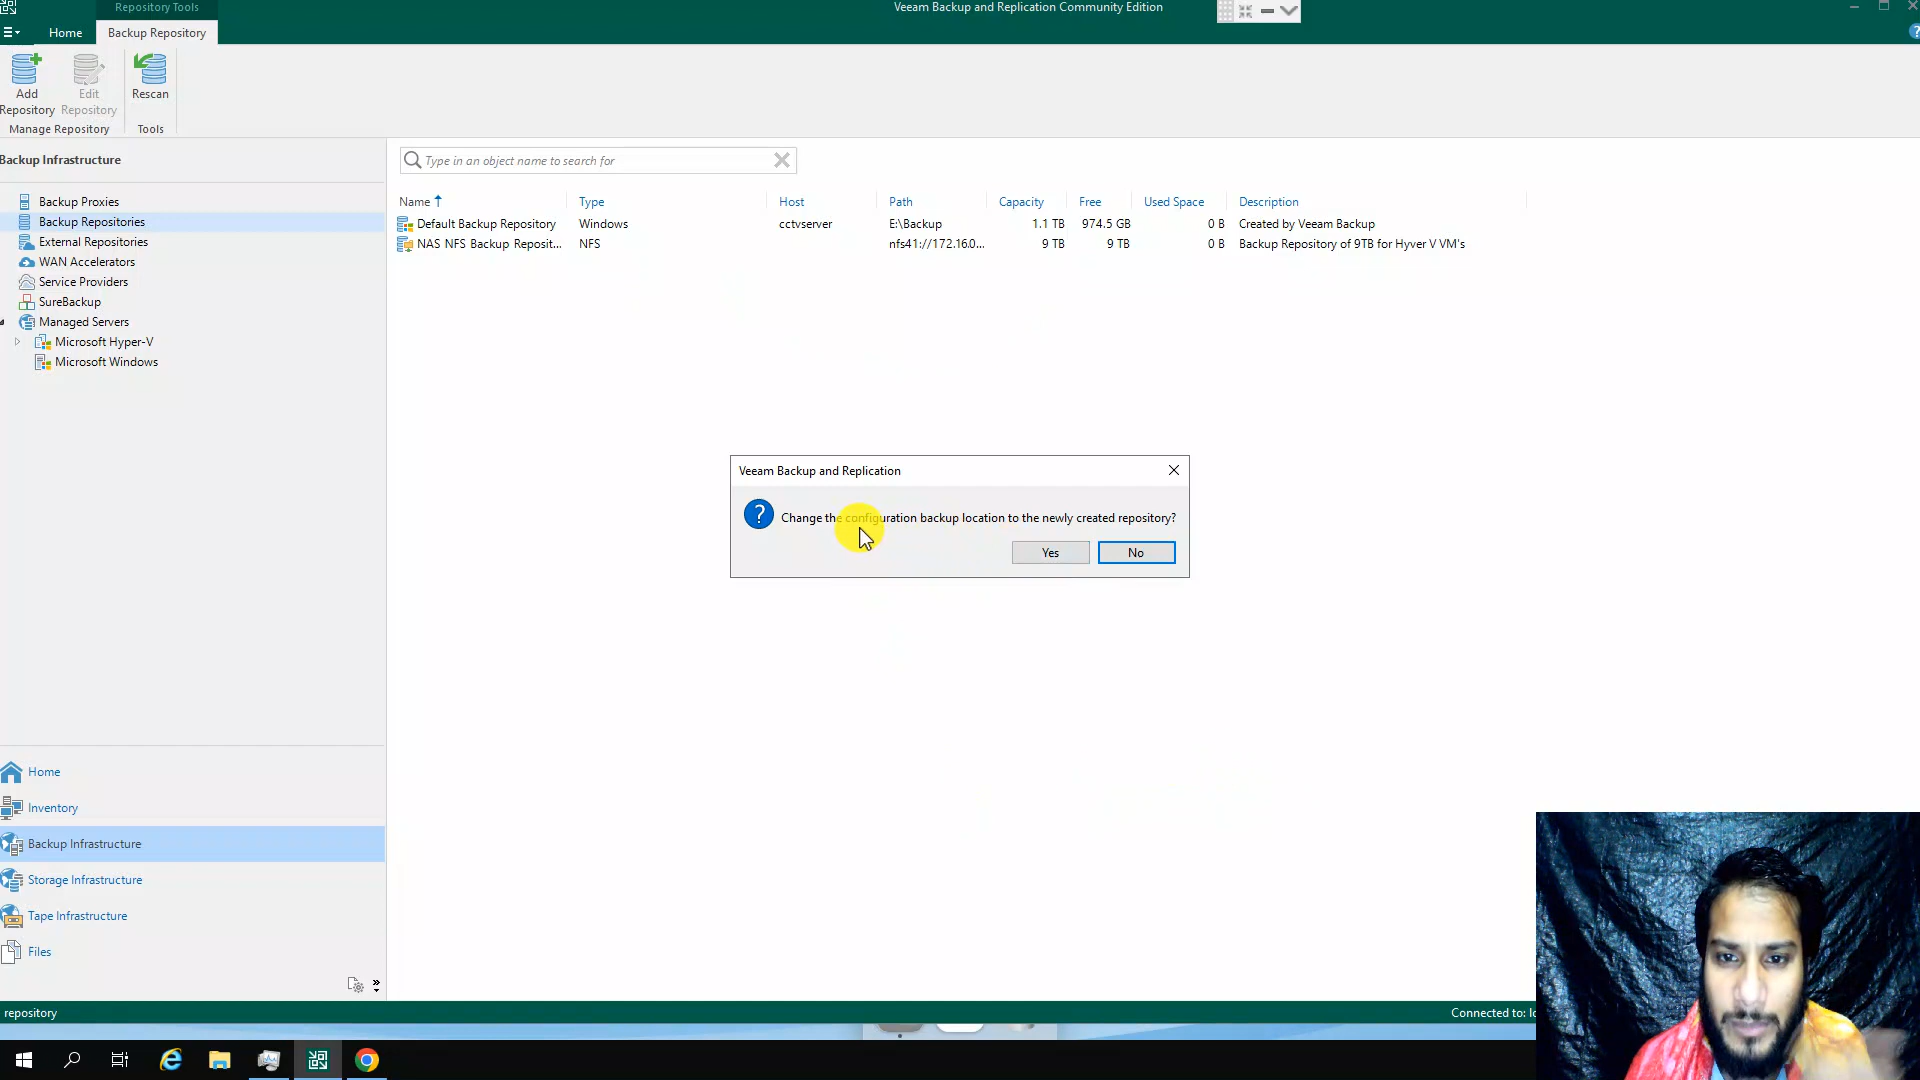 Repository Tools
Veeam Backup and Replication Community Edition
Home
Backup Repository
Add Repository
Edit Repository
Rescan
Manage Repository
Tools
Backup Infrastructure
Type in an object name to search for
Backup Proxies
Backup Repositories
External Repositories
WAN Accelerators
Service Providers
SureBackup
Managed Servers
Microsoft Hyper-V
Microsoft Windows
Name Type Host Path Capacity Free Used Space Description
Default Backup Repository Windows cctvserver E:\Backup 1.1 TB 974.5 GB 0 B Created by Veeam Backup
NAS NFS Backup Reposit... NFS nfs41://172.16.0... 9 TB 9 TB 0 B Backup Repository of 9TB for Hyver V VM's
Veeam Backup and Replication
Change the configuration backup location to the newly created repository?
Yes
No
Home
Inventory
Backup Infrastructure
Storage Infrastructure
Tape Infrastructure
Files
repository
Connected to: